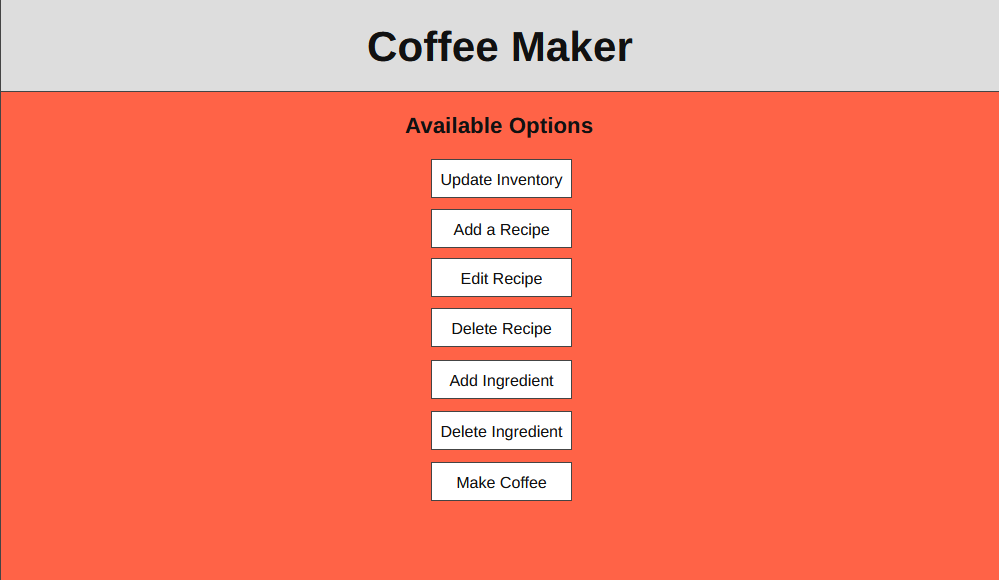 Coffee Maker
Available Options
Update Inventory
Add a Recipe
Edit Recipe
Delete Recipe
Add Ingredient
Delete Ingredient
Make Coffee